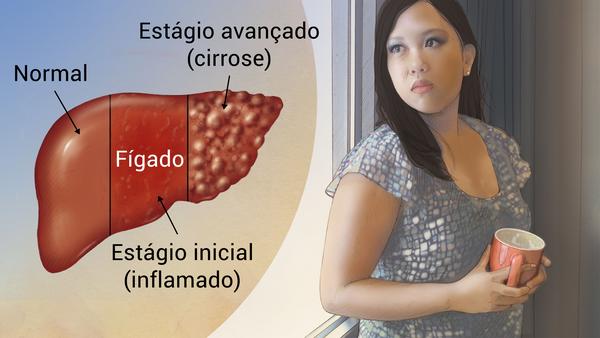 Estágio avançado
(cirrose)
Normal
Fígado
Estágio inicial
(inflamado)